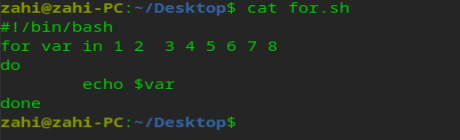 zahi@zahi-PC:~/Desktop$ cat for.sh
#!/bin/bash
for var in 1 2  3 4 5 6 7 8
do
        echo $var
done
zahi@zahi-PC:~/Desktop$